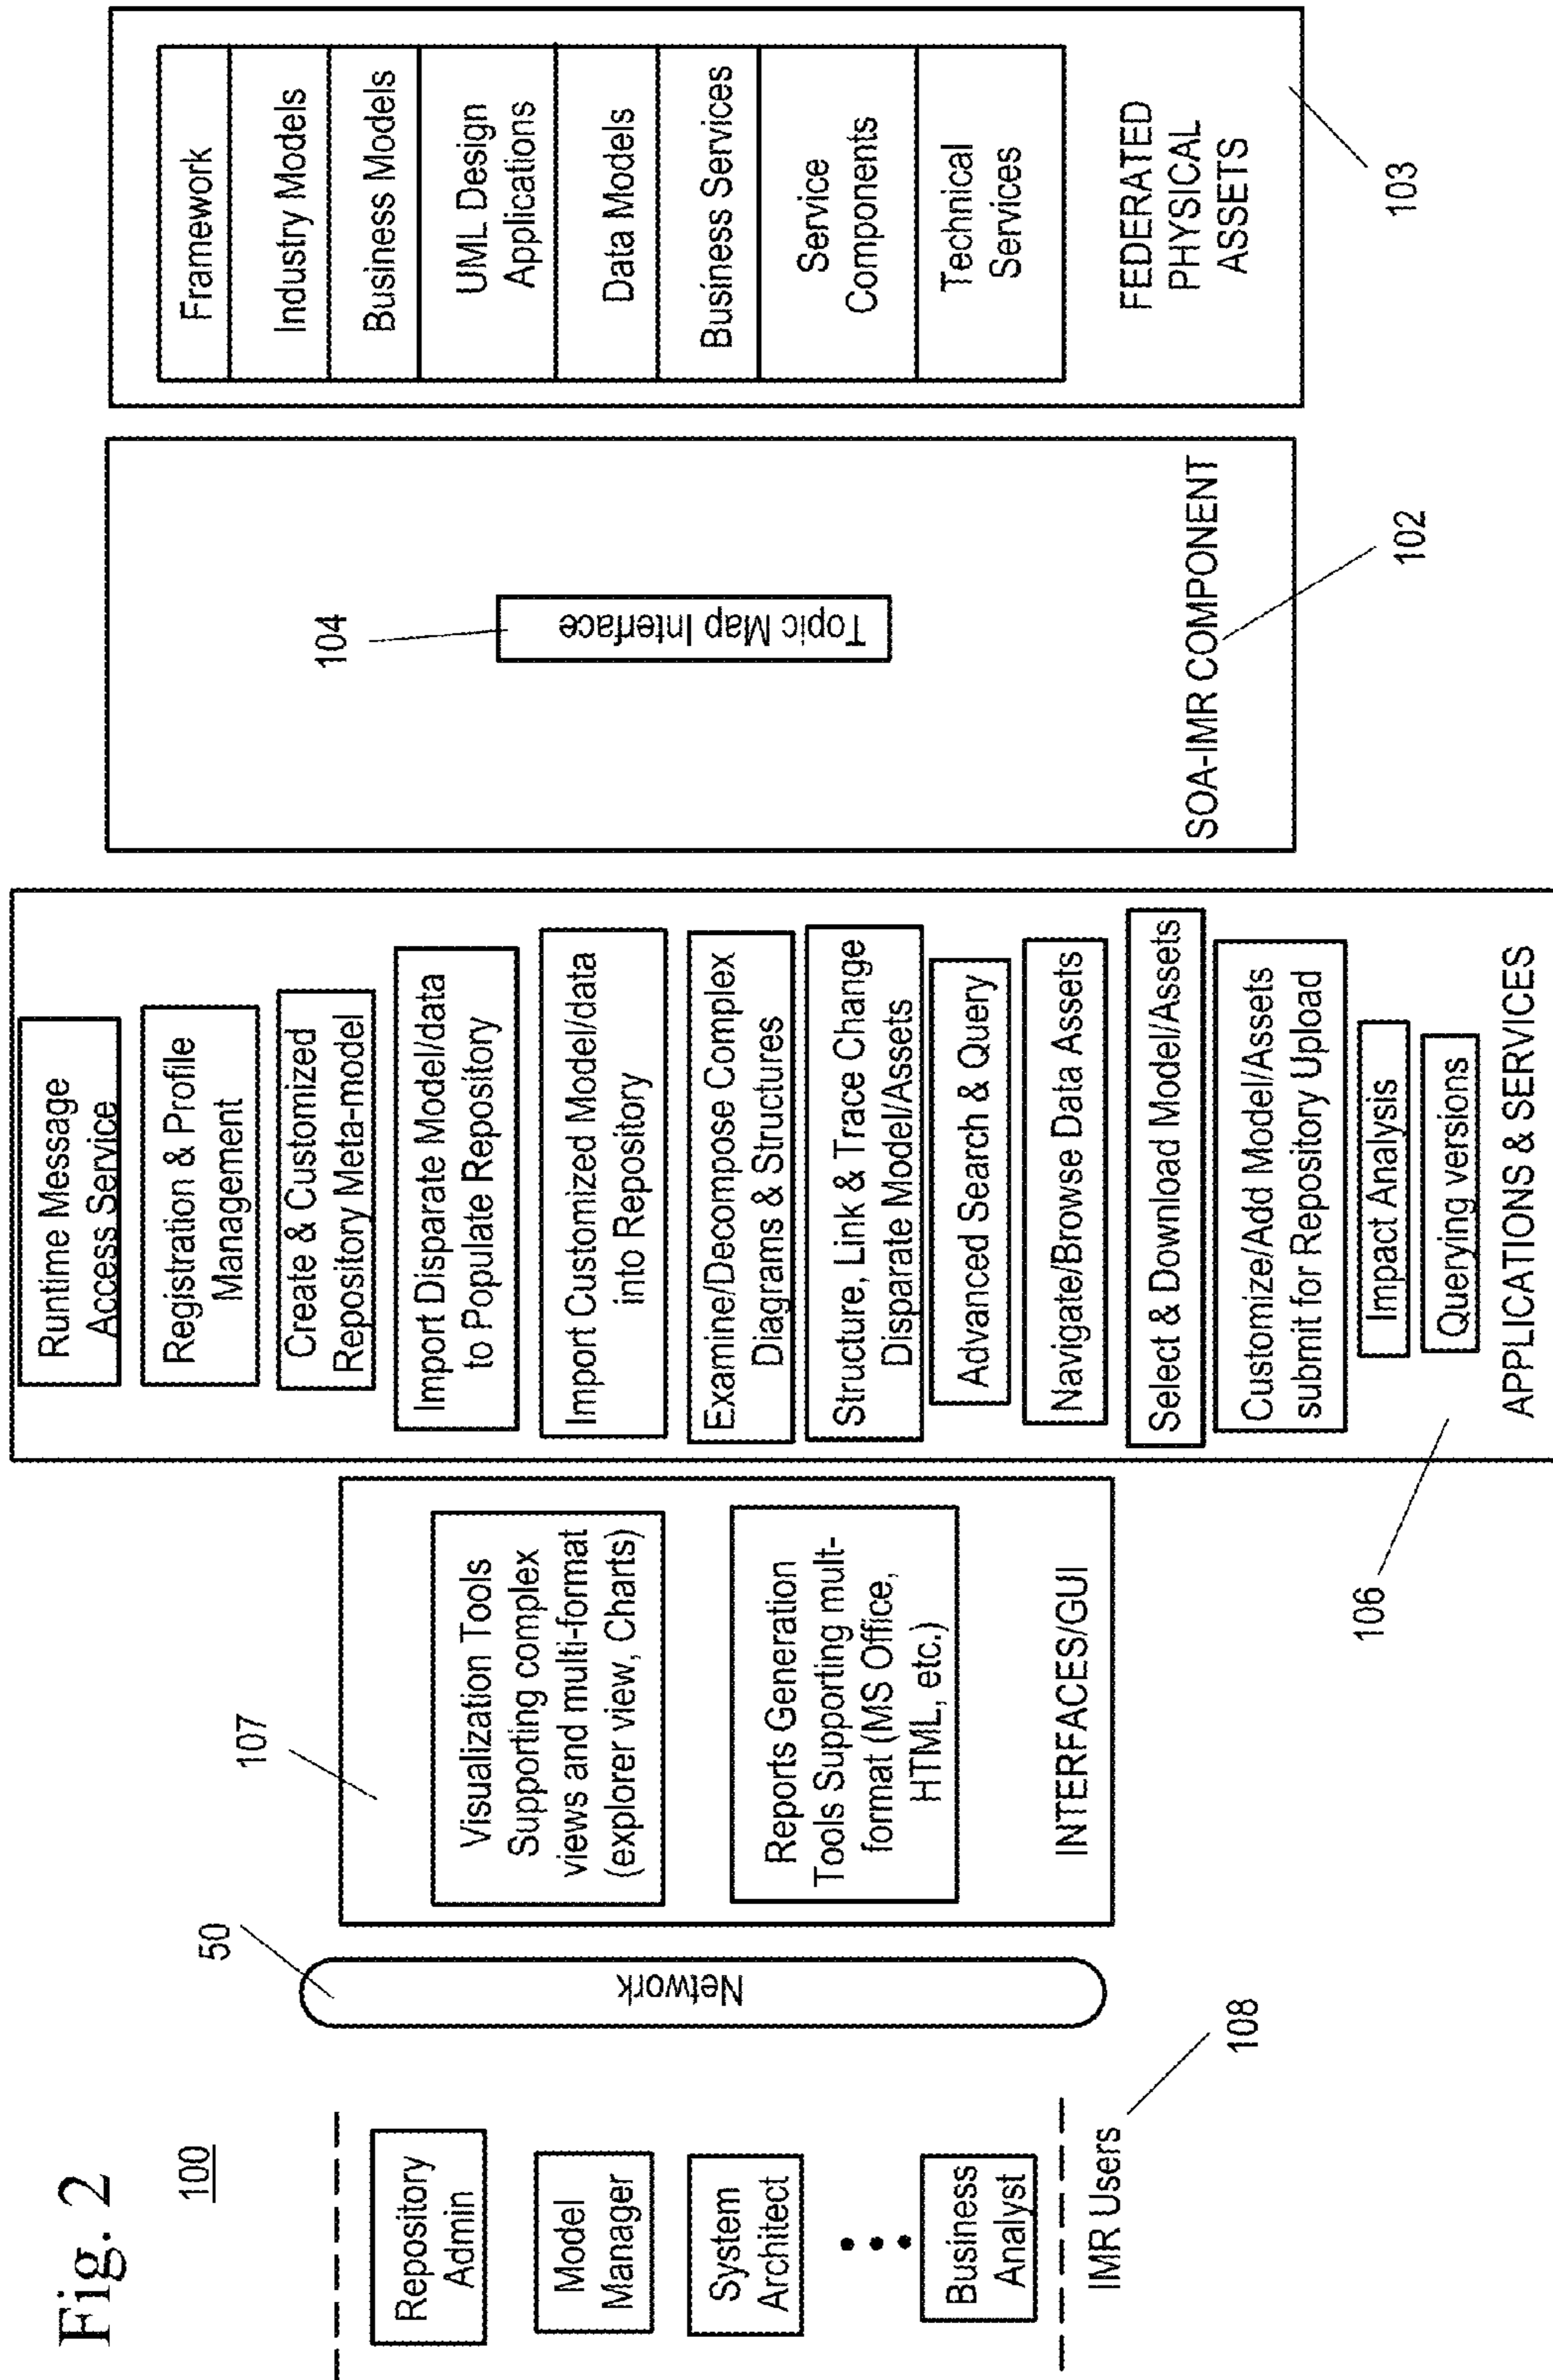 Fig. 2
100
Repository
Admin
Model
Manager
System
Architect
Business
Analyst
IMR Users
108
50
Network
107
Visualization Tools
Supporting complex
views and multi-format
(explorer view, Charts)
Reports Generation
Tools Supporting mult-
format (MS Office,
HTML, etc.)
INTERFACES/GUI
Runtime Message
Access Service
Registration & Profile
Management
Create & Customized
Repository Meta-model
Import Disparate Model/data
to Populate Repository
Import Customized Model/data
into Repository
Examine/Decompose Complex
Diagrams & Structures
Structure, Link & Trace Change
Disparate Model/Assets
Advanced Search & Query
Navigate/Browse Data Assets
Select & Download Model/Assets
Customize/Add Model/Assets
submit for Repository Upload
Impact Analysis
Querying versions
APPLICATIONS & SERVICES
106
104
Topic Map Interface
SOA-IMR COMPONENT
102
Framework
Industry Models
Business Models
UML Design
Applications
Data Models
Business Services
Service
Components
Technical
Services
FEDERATED
PHYSICAL
ASSETS
103